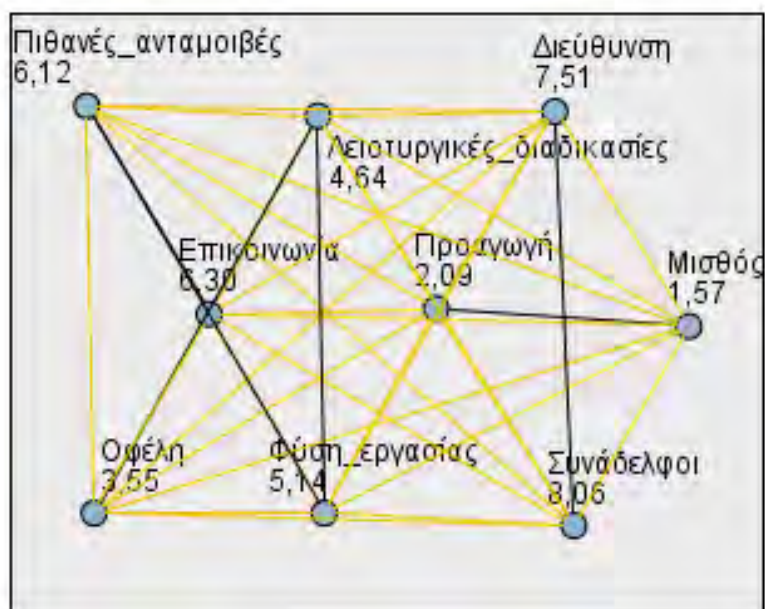 Πιθανές_ανταμοιβές
6,12
Διεύθυνση
7,51
Λειοτυργικές_διαδικασίες
4,64
Επικοινωνία
6,30
Προαγωγή
2,09
Μισθός
1,57
Οφέλη
3,55
Φύση_εργασίας
5,14
Συνάδελφοι
8,06